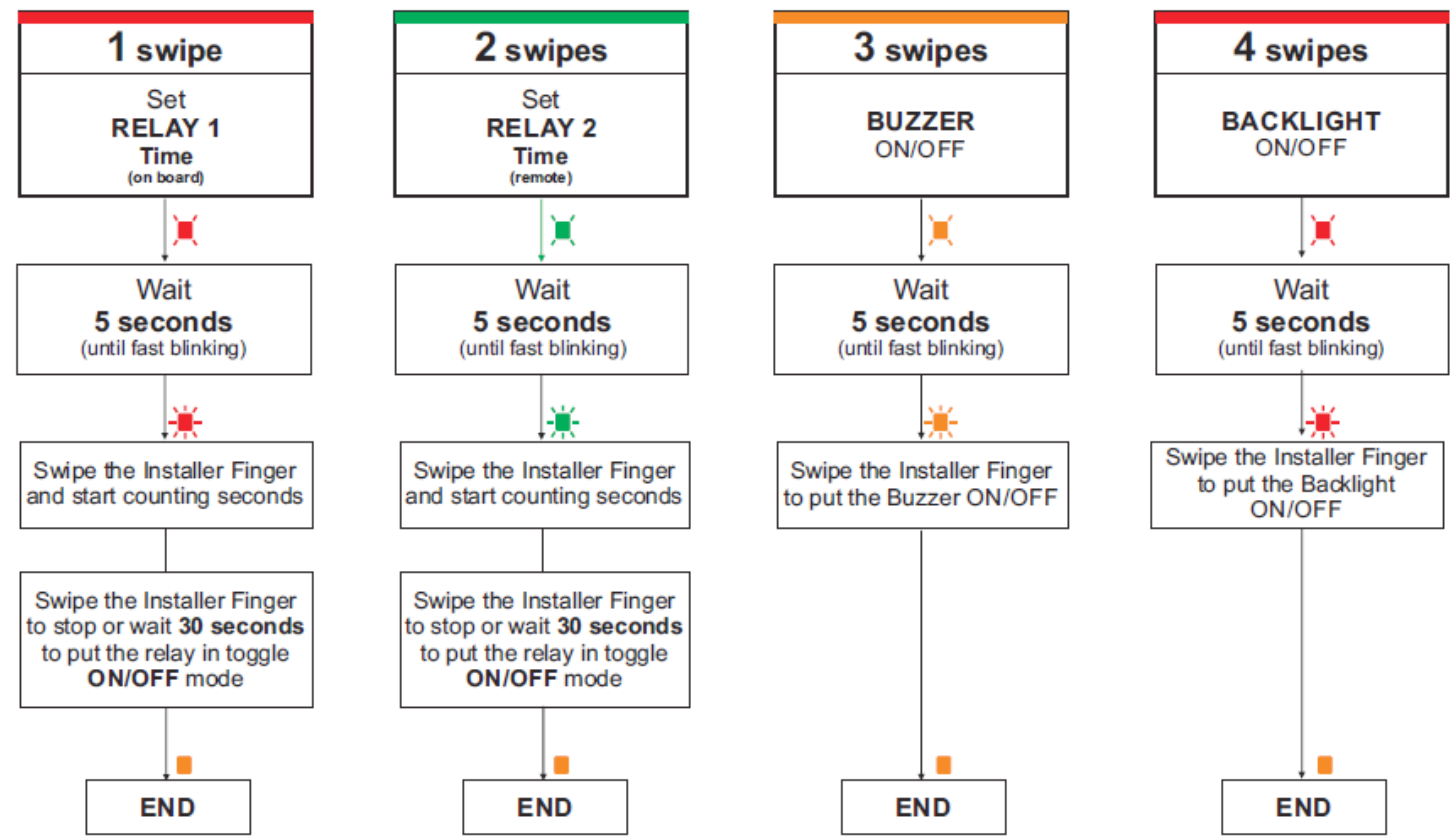 1 swipe
Set
RELAY 1
Time
(on board)
Wait
5 seconds
(until fast blinking)
Swipe the Installer Finger
and start counting seconds
Swipe the Installer Finger
to stop or wait 30 seconds
to put the relay in toggle
ON/OFF mode
END
2 swipes
Set
RELAY 2
Time
(remote)
Wait
5 seconds
(until fast blinking)
Swipe the Installer Finger
and start counting seconds
Swipe the Installer Finger
to stop or wait 30 seconds
to put the relay in toggle
ON/OFF mode
END
3 swipes
BUZZER
ON/OFF
Wait
5 seconds
(until fast blinking)
Swipe the Installer Finger
to put the Buzzer ON/OFF
END
4 swipes
BACKLIGHT
ON/OFF
Wait
5 seconds
(until fast blinking)
Swipe the Installer Finger
to put the Backlight
ON/OFF
END